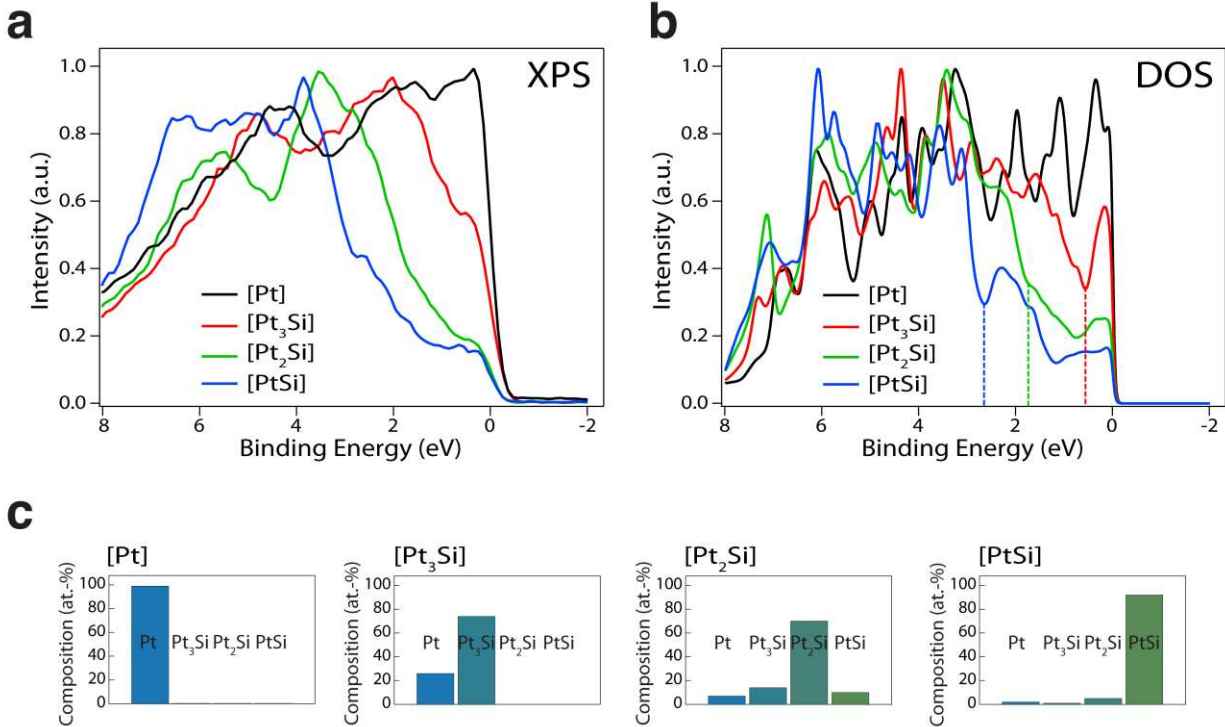 a
b
XPS
DOS
Intensity (a.u.)
1.0
0.8
0.6
0.4
0.2
0.0
[Pt]
[Pt₃Si]
[Pt₂Si]
[PtSi]
8 6 4 2 0 -2
Binding Energy (eV)
Intensity (a.u.)
1.0
0.8
0.6
0.4
0.2
0.0
[Pt]
[Pt₃Si]
[Pt₂Si]
[PtSi]
8 6 4 2 0 -2
Binding Energy (eV)
c
[Pt]
Composition (at.-%)
100
80
60
40
20
0
Pt Pt₃Si Pt₂Si PtSi
[Pt₃Si]
Composition (at.-%)
100
80
60
40
20
0
Pt Pt₃Si Pt₂Si PtSi
[Pt₂Si]
Composition (at.-%)
100
80
60
40
20
0
Pt Pt₃Si Pt₂Si PtSi
[PtSi]
Composition (at.-%)
100
80
60
40
20
0
Pt Pt₃Si Pt₂Si PtSi